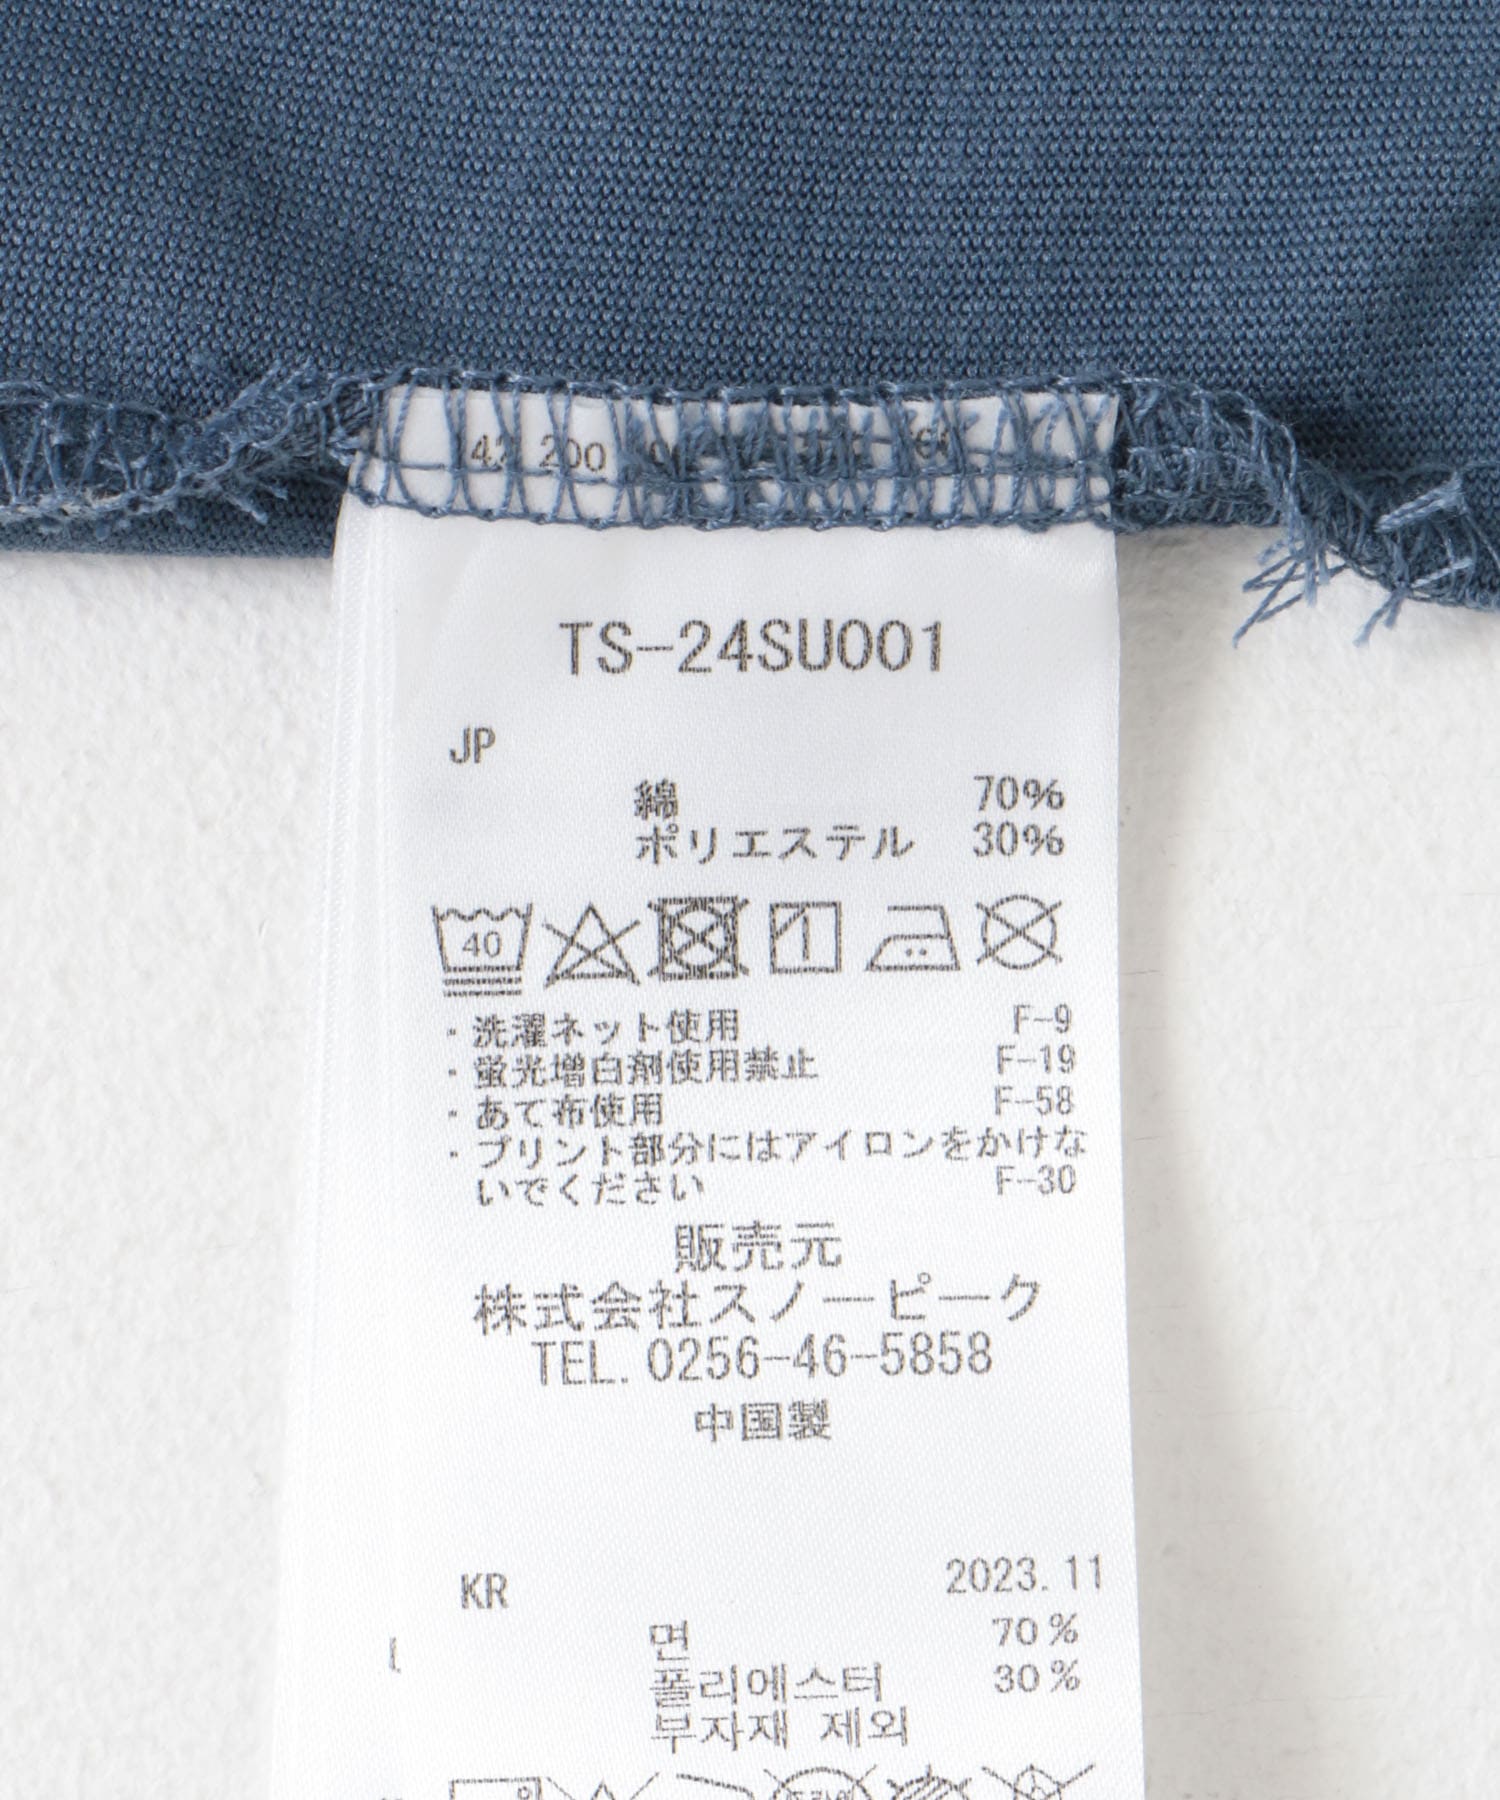 200
TS-24SU001
JP
綿 70%
ポリエステル 30%
40
・洗濯ネット使用 F-9
・蛍光増白剤使用禁止 F-19
・あて布使用 F-58
・プリント部分にはアイロンをかけな
いでください F-30
販売元
株式会社スノーピーク
TEL. 0256-46-5858
中国製
2023.11
KR
면 70%
폴리에스터 30%
부자재 제외